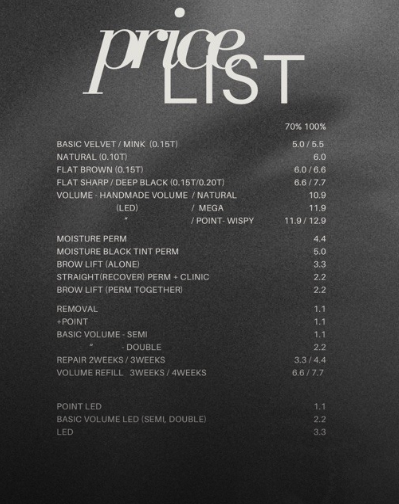 price
LIST
70% 100%
BASIC VELVET / MINK (0.15T) 5.0 / 5.5
NATURAL (0.10T) 6.0
FLAT BROWN (0.15T) 6.0 / 6.6
FLAT SHARP / DEEP BLACK (0.15T/0.20T) 6.6 / 7.7
VOLUME - HANDMADE VOLUME / NATURAL 10.9
(LED) / MEGA 11.9
" / POINT- WISPY 11.9 / 12.9
MOISTURE PERM 4.4
MOISTURE BLACK TINT PERM 5.0
BROW LIFT (ALONE) 3.3
STRAIGHT(RECOVER) PERM + CLINIC 2.2
BROW LIFT (PERM TOGETHER) 2.2
REMOVAL 1.1
+POINT 1.1
BASIC VOLUME - SEMI 1.1
" - DOUBLE 2.2
REPAIR 2WEEKS / 3WEEKS 3.3 / 4.4
VOLUME REFILL 3WEEKS / 4WEEKS 6.6 / 7.7
POINT LED 1.1
BASIC VOLUME LED (SEMI, DOUBLE) 2.2
LED 3.3